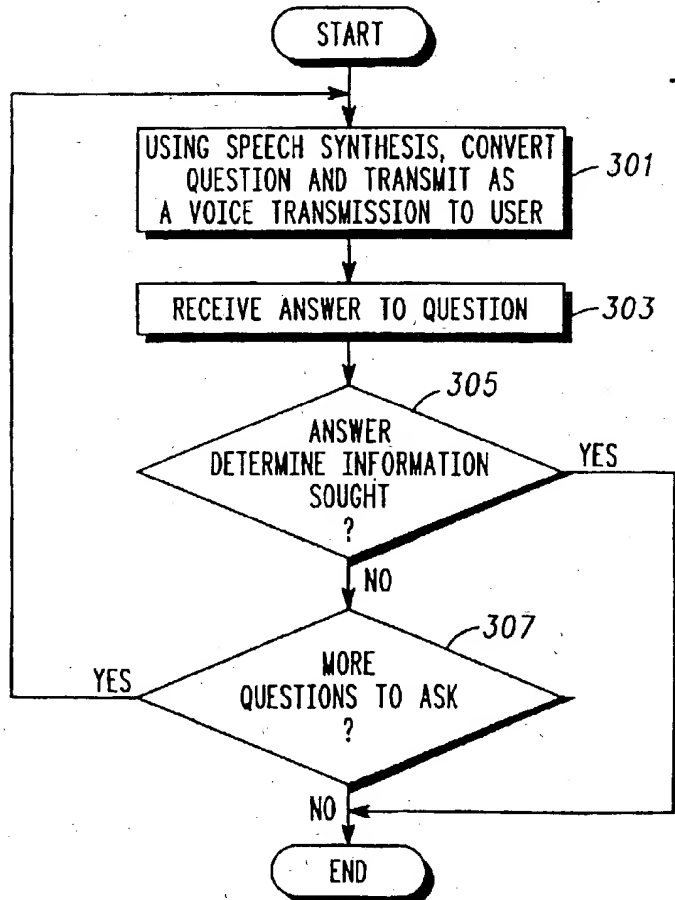 START
USING SPEECH SYNTHESIS, CONVERT
QUESTION AND TRANSMIT AS
A VOICE TRANSMISSION TO USER
301
RECEIVE ANSWER TO QUESTION
303
305
ANSWER
DETERMINE INFORMATION
SOUGHT
?
YES
NO
307
MORE
QUESTIONS TO ASK
?
YES
NO
END